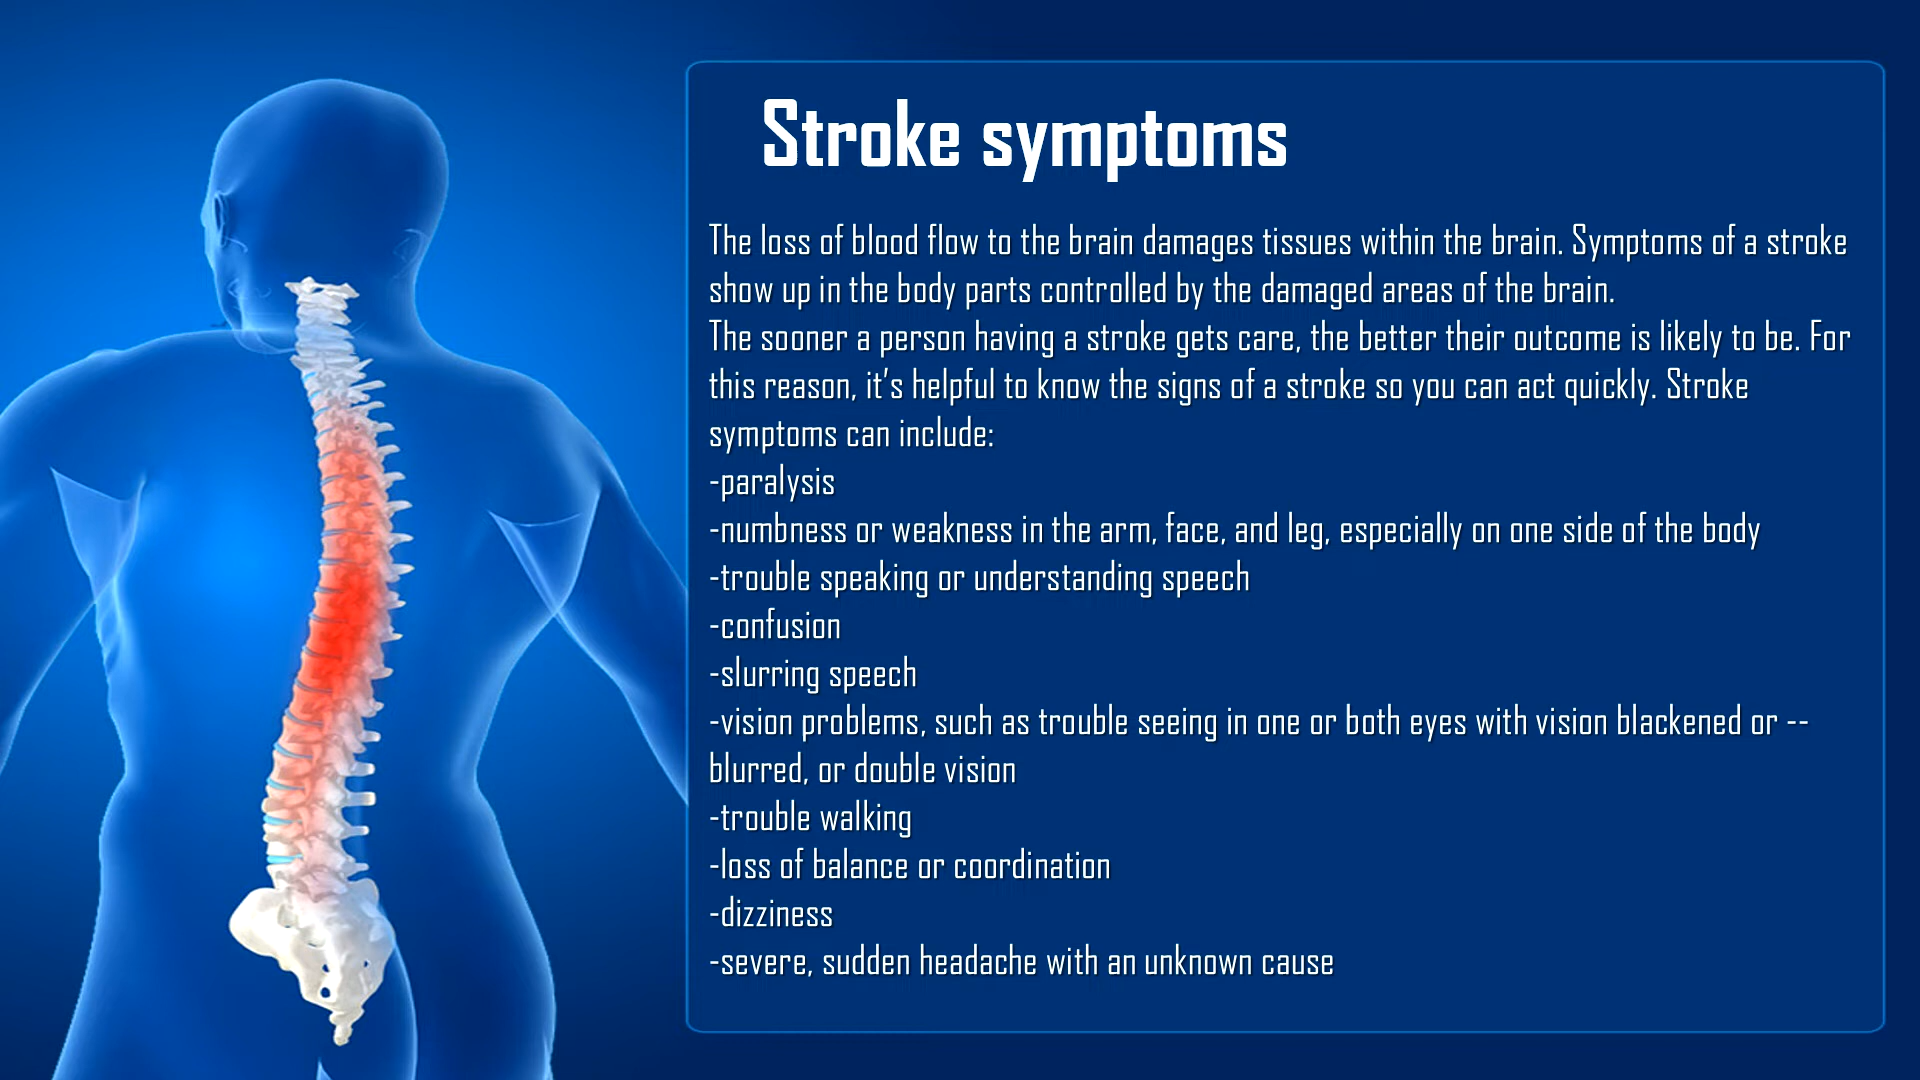 Stroke symptoms
The loss of blood flow to the brain damages tissues within the brain. Symptoms of a stroke
show up in the body parts controlled by the damaged areas of the brain.
The sooner a person having a stroke gets care, the better their outcome is likely to be. For
this reason, it’s helpful to know the signs of a stroke so you can act quickly. Stroke
symptoms can include:
-paralysis
-numbness or weakness in the arm, face, and leg, especially on one side of the body
-trouble speaking or understanding speech
-confusion
-slurring speech
-vision problems, such as trouble seeing in one or both eyes with vision blackened or --
blurred, or double vision
-trouble walking
-loss of balance or coordination
-dizziness
-severe, sudden headache with an unknown cause